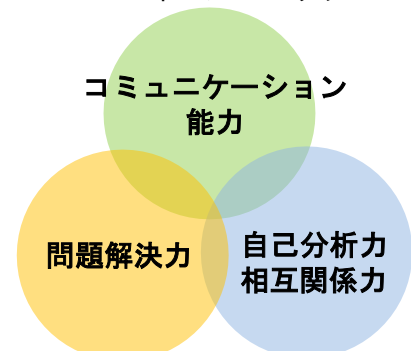 コミュニケーション
能力
問題解決力
自己分析力
相互関係力